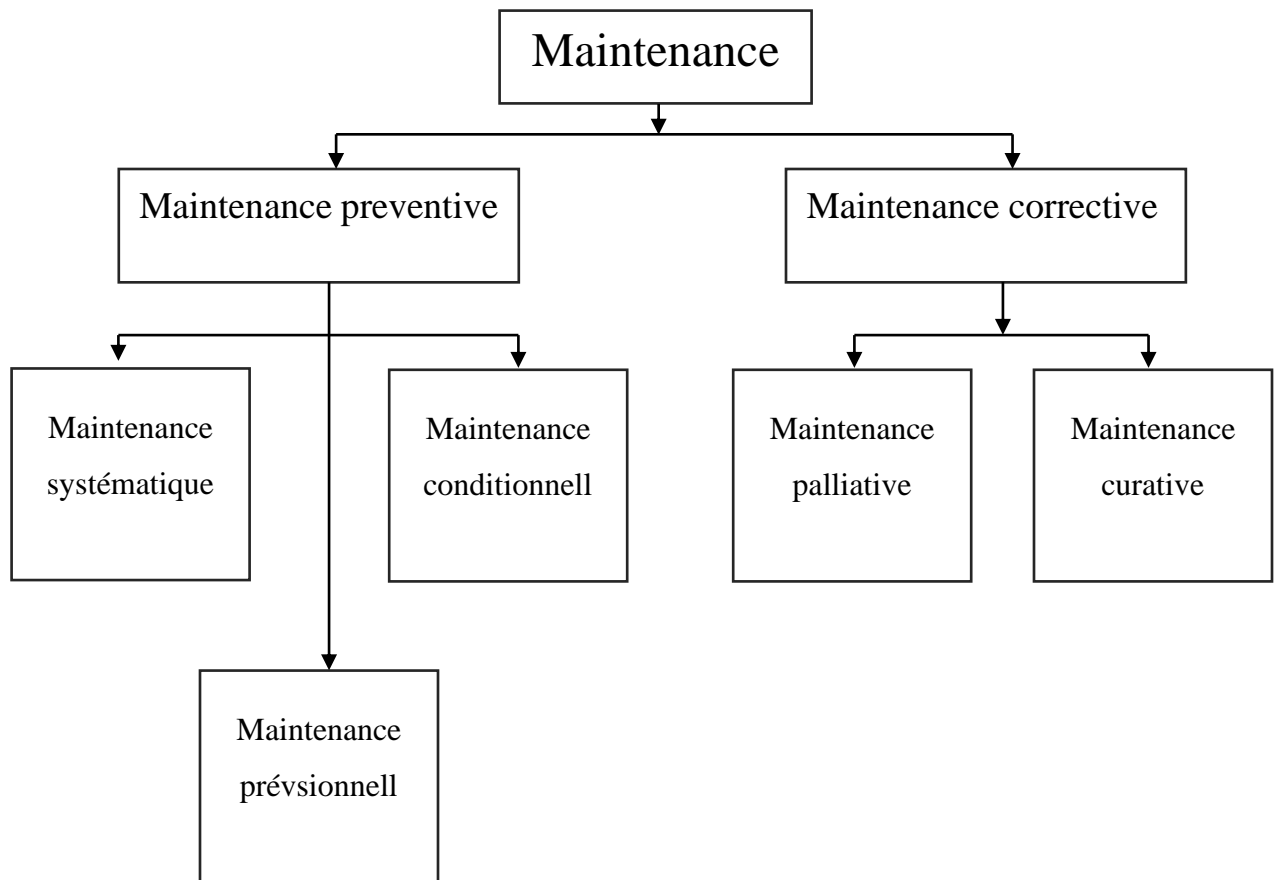 Maintenance
Maintenance preventive
Maintenance corrective
Maintenance
systématique
Maintenance
conditionnell
Maintenance
palliative
Maintenance
curative
Maintenance
prévsionnell